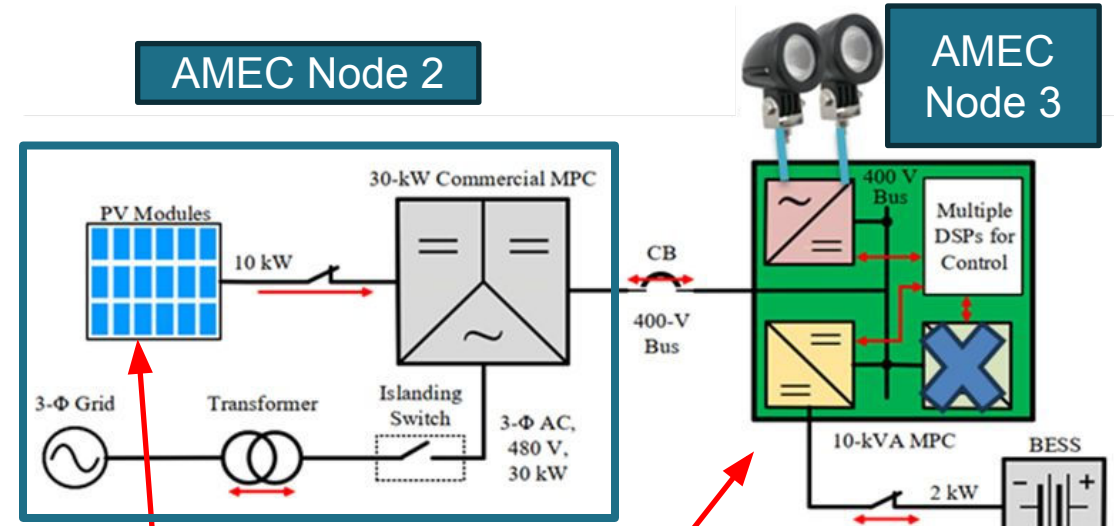 AMEC Node 2
AMEC
Node 3
30-kW Commercial MPC
PV Modules
10 kW
CB
400-V
Bus
400 V
Bus
Multiple
DSPs for
Control
3-Φ Grid
Transformer
Islanding
Switch
3-Φ AC,
480 V,
30 kW
10-kVA MPC
BESS
2 kW
- +